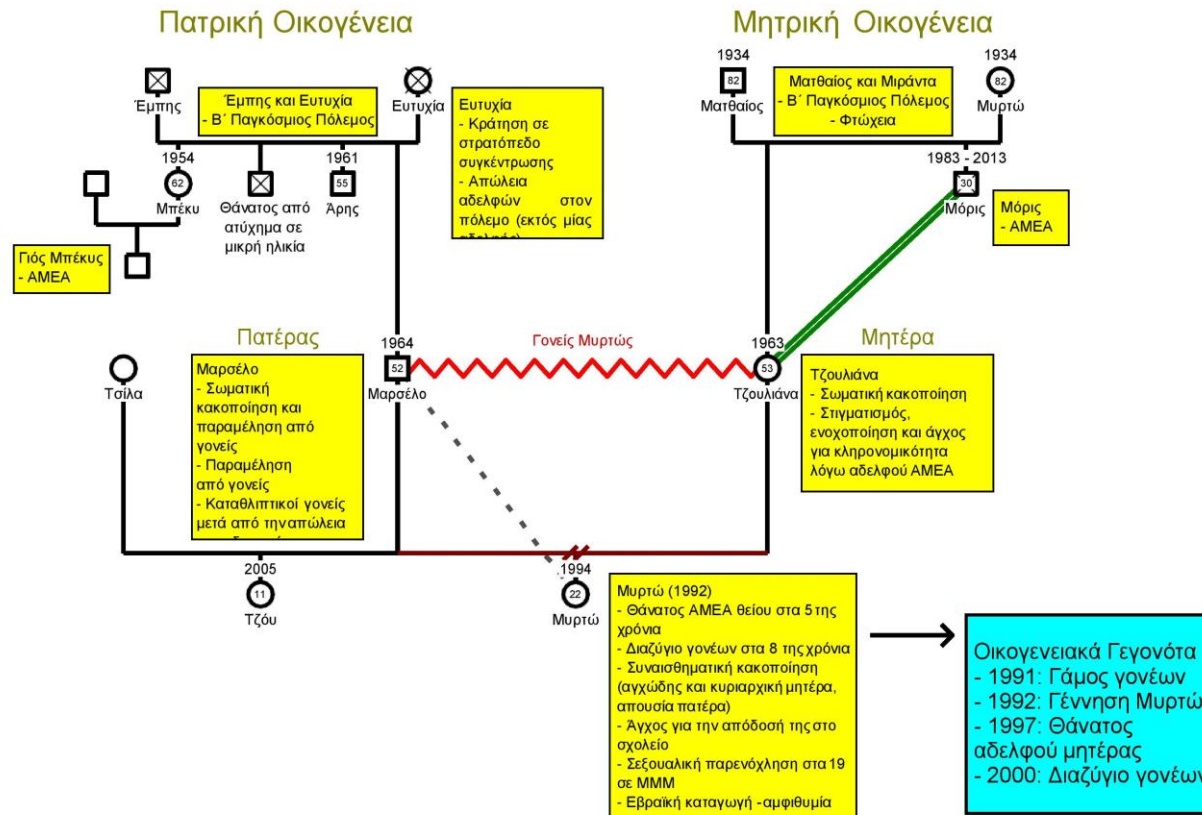 Πατρική Οικογένεια
Μητρική Οικογένεια
Έμπης
Έμπης και Ευτυχία
- Β΄ Παγκόσμιος Πόλεμος
Ευτυχία
Ευτυχία
- Κράτηση σε
στρατόπεδο
συγκέντρωσης
- Απώλεια
αδελφών στον
πόλεμο (εκτός μίας
1934
82
Ματθαίος
Ματθαίος και Μιράντα
- Β΄ Παγκόσμιος Πόλεμος
- Φτώχεια
1934
82
Μυρτώ
1954
62
Μπέκυ
Θάνατος από
ατύχημα σε
μικρή ηλικία
1961
55
Άρης
1983 - 2013
30
Μόρις
Μόρις
- ΑΜΕΑ
Γιός Μπέκυς
- ΑΜΕΑ
Πατέρας
Γονείς Μυρτώς
Μητέρα
Τσίλα
Μαρσέλο
- Σωματική
κακοποίηση και
παραμέληση από
γονείς
- Παραμέληση
από γονείς
- Καταθλιπτικοί γονείς
μετά από την απώλεια
1964
52
Μαρσέλο
1963
53
Τζουλιάνα
Τζουλιάνα
- Σωματική κακοποίηση
- Στιγματισμός,
ενοχοποίηση και άγχος
για κληρονομικότητα
λόγω αδελφού ΑΜΕΑ
2005
11
Τζόυ
1994
22
Μυρτώ
Μυρτώ (1992)
- Θάνατος ΑΜΕΑ θείου στα 5 της
χρόνια
- Διαζύγιο γονέων στα 8 της χρόνια
- Συναισθηματική κακοποίηση
(αγχώδης και κυριαρχική μητέρα,
απουσία πατέρα)
- Άγχος για την απόδοσή της στο
σχολείο
- Σεξουαλική παρενόχληση στα 19
σε ΜΜΜ
- Εβραϊκή καταγωγή -αμφιθυμία
Οικογενειακά Γεγονότα
- 1991: Γάμος γονέων
- 1992: Γέννηση Μυρτώ
- 1997: Θάνατος
αδελφού μητέρας
- 2000: Διαζύγιο γονέων